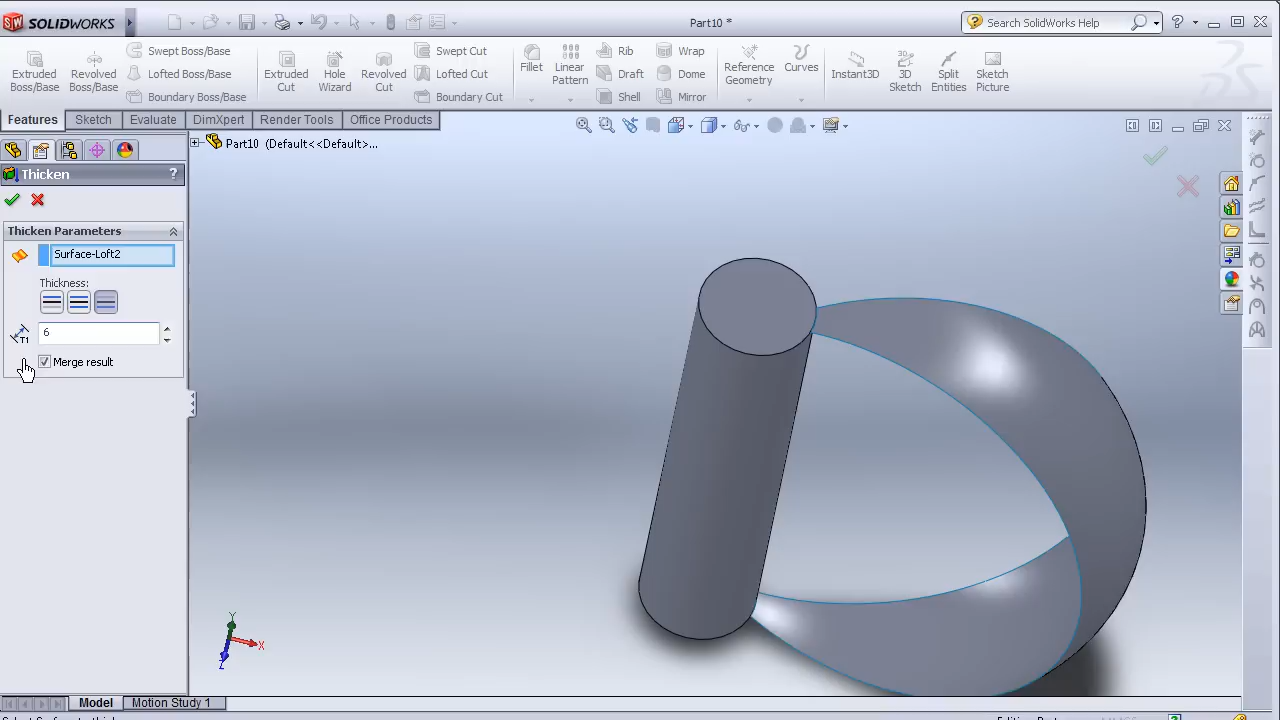 SOLIDWORKS
Part10 *
Search SolidWorks Help
?
Extruded Boss/Base
Revolved Boss/Base
Swept Boss/Base
Lofted Boss/Base
Boundary Boss/Base
Extruded Cut
Hole Wizard
Revolved Cut
Swept Cut
Lofted Cut
Boundary Cut
Fillet
Linear Pattern
Rib
Draft
Shell
Wrap
Dome
Mirror
Reference Geometry
Curves
Instant3D
3D Sketch
Split Entities
Sketch Picture
Features
Sketch
Evaluate
DimXpert
Render Tools
Office Products
Part10 (Default<<Default>...
Thicken
?
Thicken Parameters
Surface-Loft2
Thickness:
T1
6
Merge result
Y
X
Z
Model
Motion Study 1